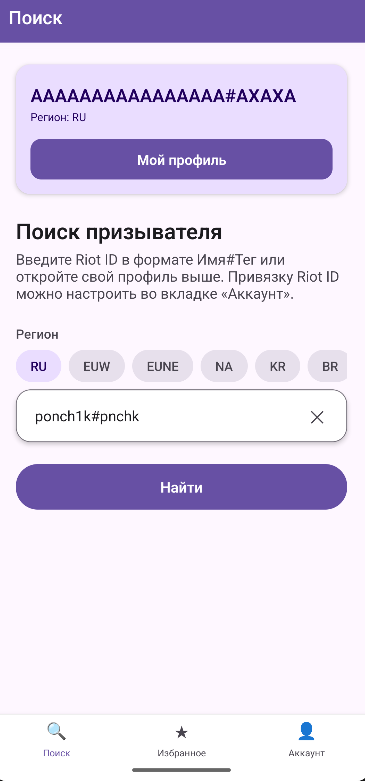 Поиск
АААААААААААААААА#АХАХА
Регион: RU
Мой профиль
Поиск призывателя
Введите Riot ID в формате Имя#Тег или
откройте свой профиль выше. Привязку Riot ID
можно настроить во вкладке «Аккаунт».
Регион
RU EUW EUNE NA KR BR
ponch1k#pnchk
Найти
Поиск Избранное Аккаунт